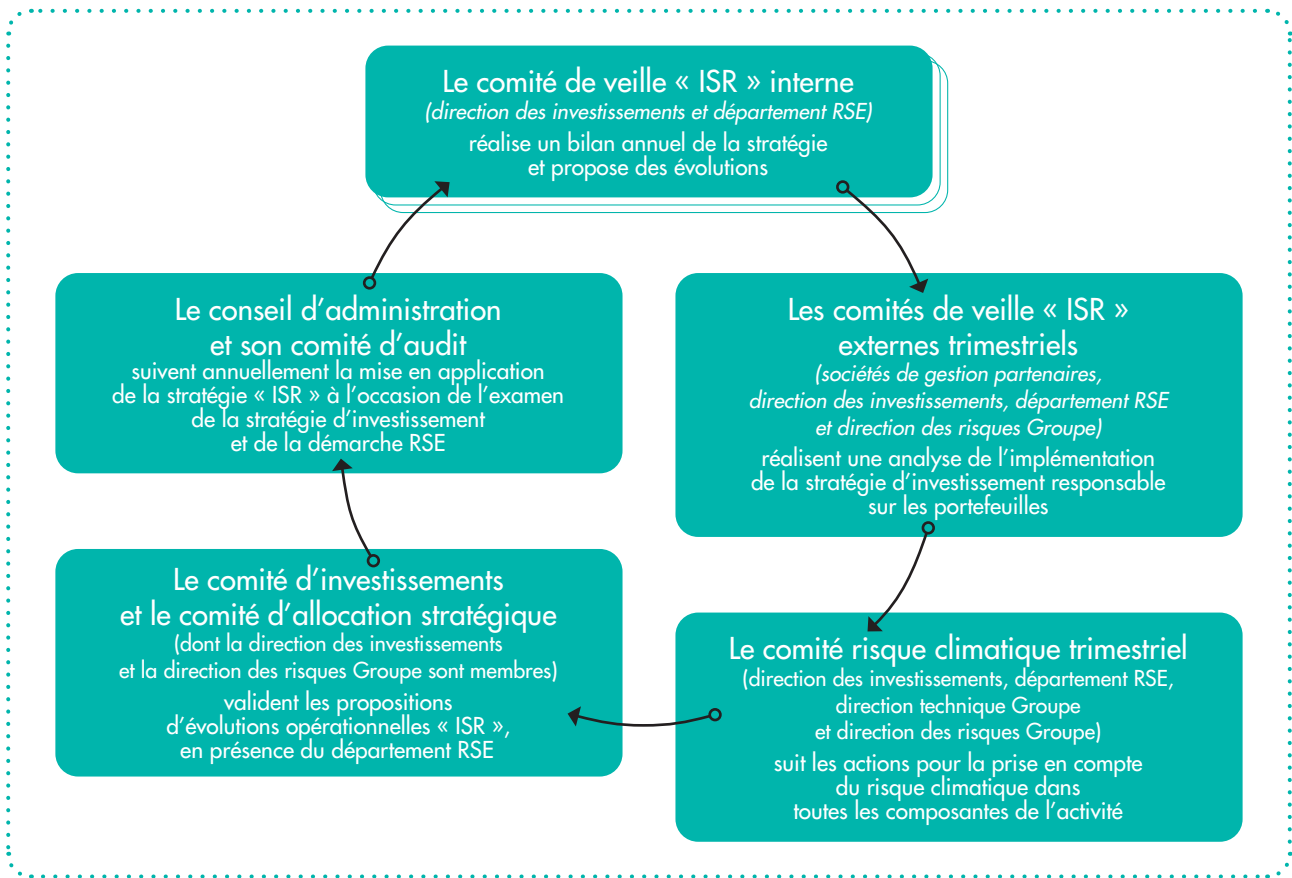 Le comité de veille « ISR » interne
(direction des investissements et département RSE)
réalise un bilan annuel de la stratégie
et propose des évolutions
Les comités de veille « ISR »
externes trimestriels
(sociétés de gestion partenaires,
direction des investissements, département RSE
et direction des risques Groupe)
réalisent une analyse de l’implémentation
de la stratégie d’investissement responsable
sur les portefeuilles
Le comité risque climatique trimestriel
(direction des investissements, département RSE,
direction technique Groupe
et direction des risques Groupe)
suit les actions pour la prise en compte
du risque climatique dans
toutes les composantes de l’activité
Le comité d’investissements
et le comité d’allocation stratégique
(dont la direction des investissements
et la direction des risques Groupe sont membres)
valident les propositions
d’évolutions opérationnelles « ISR »,
en présence du département RSE
Le conseil d’administration
et son comité d’audit
suivent annuellement la mise en application
de la stratégie « ISR » à l’occasion de l’examen
de la stratégie d’investissement
et de la démarche RSE